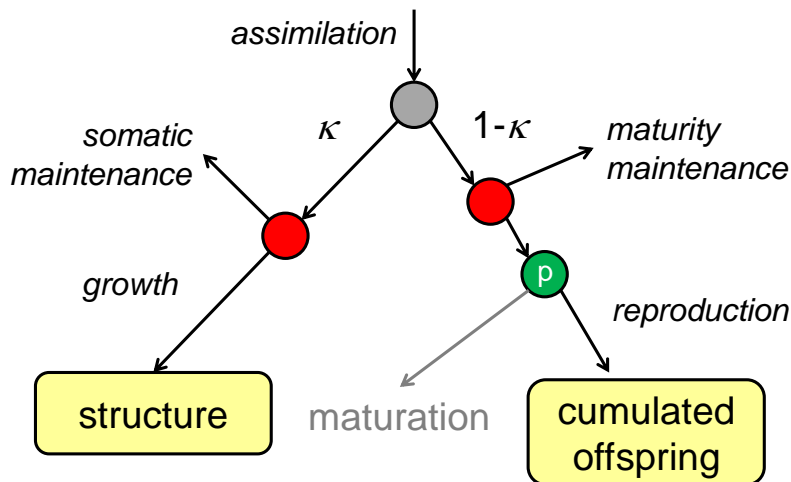 assimilation
κ
1-κ
somatic
maintenance
maturity
maintenance
growth
p
reproduction
structure
maturation
cumulated
offspring